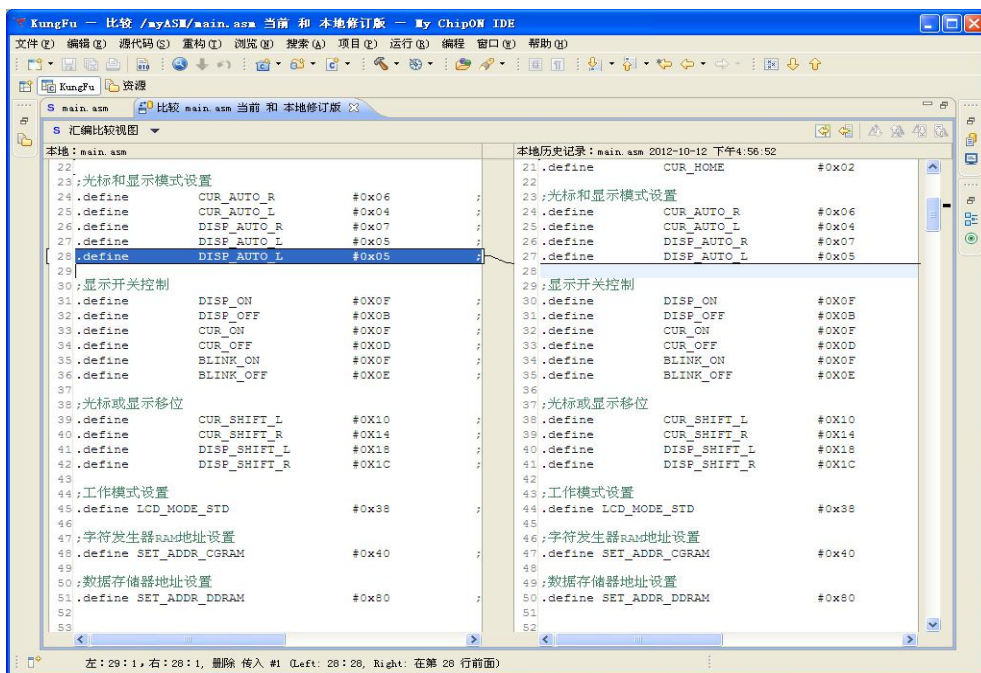 KungFu — 比较 /myASM/main.asm 当前 和 本地修订版 — My ChipON IDE
文件(F) 编辑(E) 源代码(S) 重构(T) 浏览(N) 搜索(A) 项目(P) 运行(R) 编程 窗口(W) 帮助(H)
KungFu 资源
S main.asm 比较 main.asm 当前 和 本地修订版
S 汇编比较视图
本地：main.asm
22
23 ;光标和显示模式设置
24 .define CUR_AUTO_R #0x06 ;
25 .define CUR_AUTO_L #0x04 ;
26 .define DISP_AUTO_R #0x07 ;
27 .define DISP_AUTO_L #0x05 ;
28 .define DISP_AUTO_L #0x05 ;
29
30 ;显示开关控制
31 .define DISP_ON #0X0F ;
32 .define DISP_OFF #0X0B ;
33 .define CUR_ON #0X0F ;
34 .define CUR_OFF #0X0D ;
35 .define BLINK_ON #0X0F ;
36 .define BLINK_OFF #0X0E ;
37
38 ;光标或显示移位
39 .define CUR_SHIFT_L #0X10 ;
40 .define CUR_SHIFT_R #0X14 ;
41 .define DISP_SHIFT_L #0X18 ;
42 .define DISP_SHIFT_R #0X1C ;
43
44 ;工作模式设置
45 .define LCD_MODE_STD #0x38
46
47 ;字符发生器RAM地址设置
48 .define SET_ADDR_CGRAM #0x40 ;
49
50 ;数据存储器地址设置
51 .define SET_ADDR_DDRAM #0x80 ;
52
53
本地历史记录：main.asm 2012-10-12 下午4:56:52
21 .define CUR_HOME #0x02
22
23 ;光标和显示模式设置
24 .define CUR_AUTO_R #0x06
25 .define CUR_AUTO_L #0x04
26 .define DISP_AUTO_R #0x07
27 .define DISP_AUTO_L #0x05
28
29 ;显示开关控制
30 .define DISP_ON #0X0F
31 .define DISP_OFF #0X0B
32 .define CUR_ON #0X0F
33 .define CUR_OFF #0X0D
34 .define BLINK_ON #0X0F
35 .define BLINK_OFF #0X0E
36
37 ;光标或显示移位
38 .define CUR_SHIFT_L #0X10
39 .define CUR_SHIFT_R #0X14
40 .define DISP_SHIFT_L #0X18
41 .define DISP_SHIFT_R #0X1C
42
43 ;工作模式设置
44 .define LCD_MODE_STD #0x38
45
46 ;字符发生器RAM地址设置
47 .define SET_ADDR_CGRAM #0x40
48
49 ;数据存储器地址设置
50 .define SET_ADDR_DDRAM #0x80
51
52
左：29：1，右：28：1, 删除 传入 #1 (Left: 28：28, Right: 在第 28 行前面)